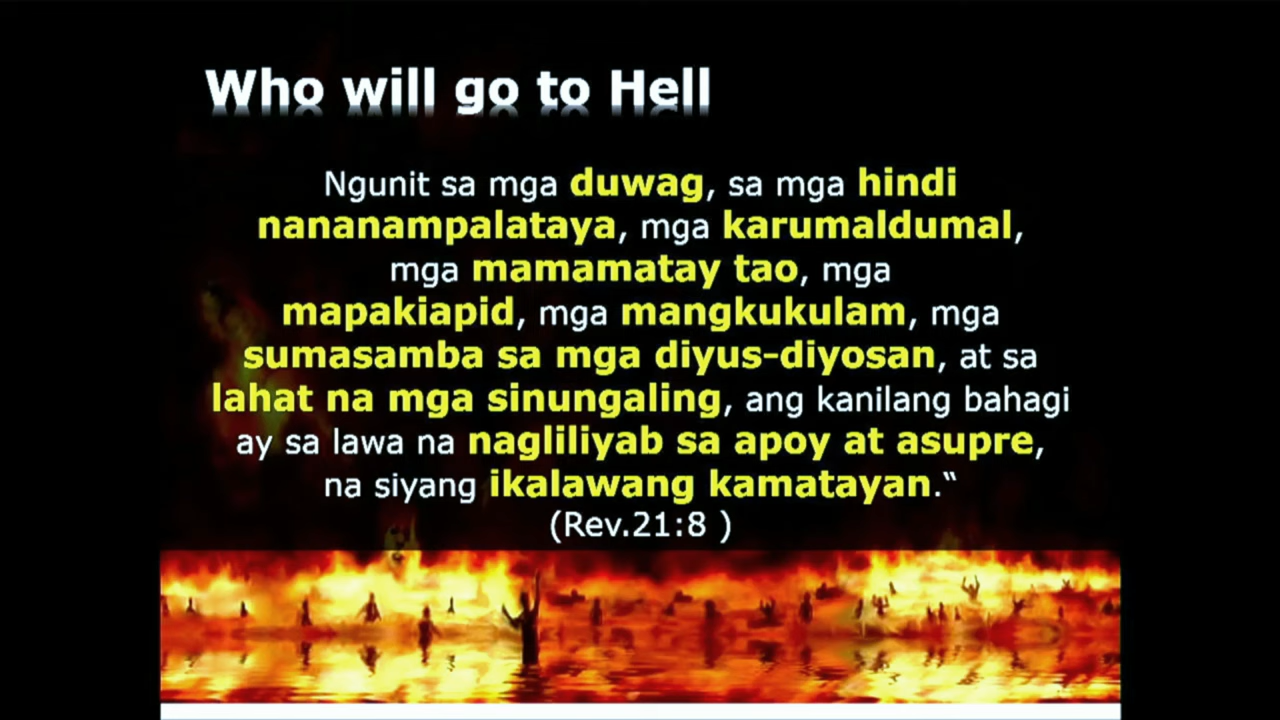 Who will go to Hell
Ngunit sa mga duwag, sa mga hindi
nananampalataya, mga karumaldumal,
mga mamamatay tao, mga
mapakiapid, mga mangkukulam, mga
sumasamba sa mga diyus-diyosan, at sa
lahat na mga sinungaling, ang kanilang bahagi
ay sa lawa na nagliliyab sa apoy at asupre,
na siyang ikalawang kamatayan.“
(Rev.21:8 )